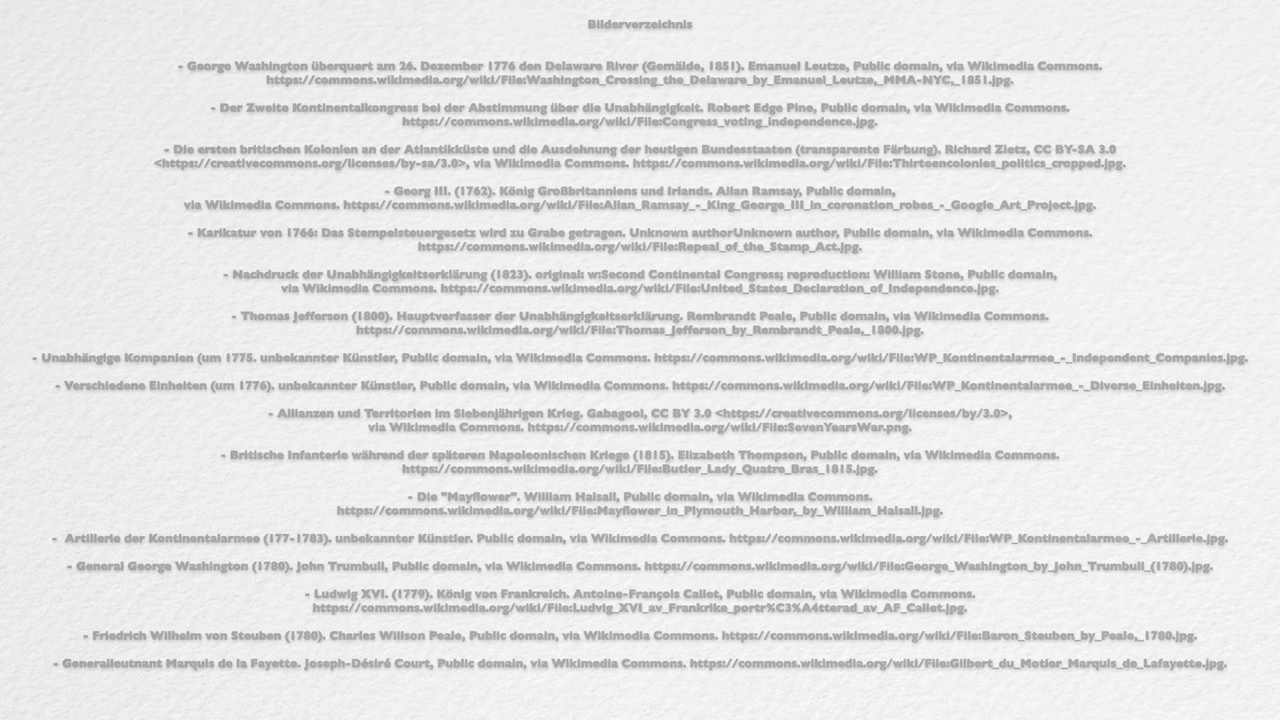 Bilderverzeichnis
- George Washington überquert am 26. Dezember 1776 den Delaware River (Gemälde, 1851). Emanuel Leutze, Public domain, via Wikimedia Commons.
https://commons.wikimedia.org/wiki/File:Washington_Crossing_the_Delaware_by_Emanuel_Leutze,_MMA-NYC,_1851.jpg.
- Der Zweite Kontinentalkongress bei der Abstimmung über die Unabhängigkeit. Robert Edge Pine, Public domain, via Wikimedia Commons.
https://commons.wikimedia.org/wiki/File:Congress_voting_independence.jpg.
- Die ersten britischen Kolonien an der Atlantikküste und die Ausdehnung der heutigen Bundesstaaten (transparente Färbung). Richard Zietz, CC BY-SA 3.0
<https://creativecommons.org/licenses/by-sa/3.0>, via Wikimedia Commons. https://commons.wikimedia.org/wiki/File:Thirteencolonies_politics_cropped.jpg.
- Georg III. (1762). König Großbritanniens und Irlands. Allan Ramsay, Public domain,
via Wikimedia Commons. https://commons.wikimedia.org/wiki/File:Allan_Ramsay_-_King_George_III_in_coronation_robes_-_Google_Art_Project.jpg.
- Karikatur von 1766: Das Stempelsteuergesetz wird zu Grabe getragen. Unknown authorUnknown author, Public domain, via Wikimedia Commons.
https://commons.wikimedia.org/wiki/File:Repeal_of_the_Stamp_Act.jpg.
- Nachdruck der Unabhängigkeitserklärung (1823). original: w:Second Continental Congress; reproduction: William Stone, Public domain,
via Wikimedia Commons. https://commons.wikimedia.org/wiki/File:United_States_Declaration_of_Independence.jpg.
- Thomas Jefferson (1800). Hauptverfasser der Unabhängigkeitserklärung. Rembrandt Peale, Public domain, via Wikimedia Commons.
https://commons.wikimedia.org/wiki/File:Thomas_Jefferson_by_Rembrandt_Peale,_1800.jpg.
- Unabhängige Kompanien (um 1775. unbekannter Künstler, Public domain, via Wikimedia Commons. https://commons.wikimedia.org/wiki/File:WP_Kontinentalarmee_-_Independent_Companies.jpg.
- Verschiedene Einheiten (um 1776). unbekannter Künstler, Public domain, via Wikimedia Commons. https://commons.wikimedia.org/wiki/File:WP_Kontinentalarmee_-_Diverse_Einheiten.jpg.
- Allianzen und Territorien im Siebenjährigen Krieg. Gabagool, CC BY 3.0 <https://creativecommons.org/licenses/by/3.0>,
via Wikimedia Commons. https://commons.wikimedia.org/wiki/File:SevenYearsWar.png.
- Britische Infanterie während der späteren Napoleonischen Kriege (1815). Elizabeth Thompson, Public domain, via Wikimedia Commons.
https://commons.wikimedia.org/wiki/File:Butler_Lady_Quatre_Bras_1815.jpg.
- Die "Mayflower". William Halsall, Public domain, via Wikimedia Commons.
https://commons.wikimedia.org/wiki/File:Mayflower_in_Plymouth_Harbor,_by_William_Halsall.jpg.
- Artillerie der Kontinentalarmee (177-1783). unbekannter Künstler. Public domain, via Wikimedia Commons. https://commons.wikimedia.org/wiki/File:WP_Kontinentalarmee_-_Artillerie.jpg.
- General George Washington (1780). John Trumbull, Public domain, via Wikimedia Commons. https://commons.wikimedia.org/wiki/File:George_Washington_by_John_Trumbull_(1780).jpg.
- Ludwig XVI. (1779). König von Frankreich. Antoine-François Callet, Public domain, via Wikimedia Commons.
https://commons.wikimedia.org/wiki/File:Ludvig_XVI_av_Frankrike_portr%C3%A4tterad_av_AF_Callet.jpg.
- Friedrich Wilhelm von Steuben (1780). Charles Willson Peale, Public domain, via Wikimedia Commons. https://commons.wikimedia.org/wiki/File:Baron_Steuben_by_Peale,_1780.jpg.
- Generalleutnant Marquis de la Fayette. Joseph-Désiré Court, Public domain, via Wikimedia Commons. https://commons.wikimedia.org/wiki/File:Gilbert_du_Motier_Marquis_de_Lafayette.jpg.